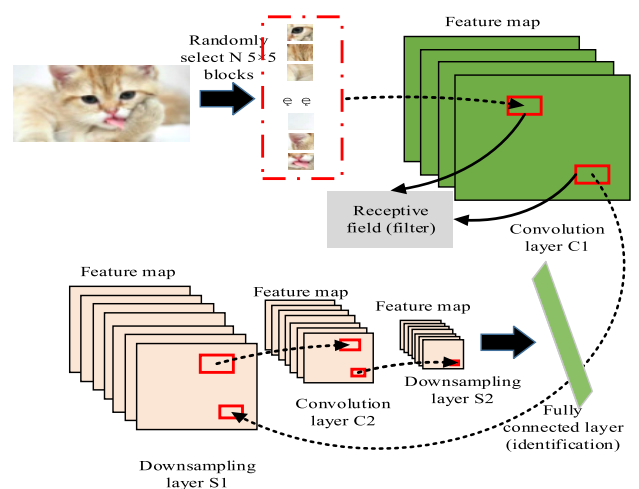 Feature map
Randomly
select N 5×5
blocks
Receptive
field (filter)
Convolution
layer C1
Feature map
Feature map
Feature map
Convolution
layer C2
Downsampling
layer S2
Fully
connected layer
(identification)
Downsampling
layer S1